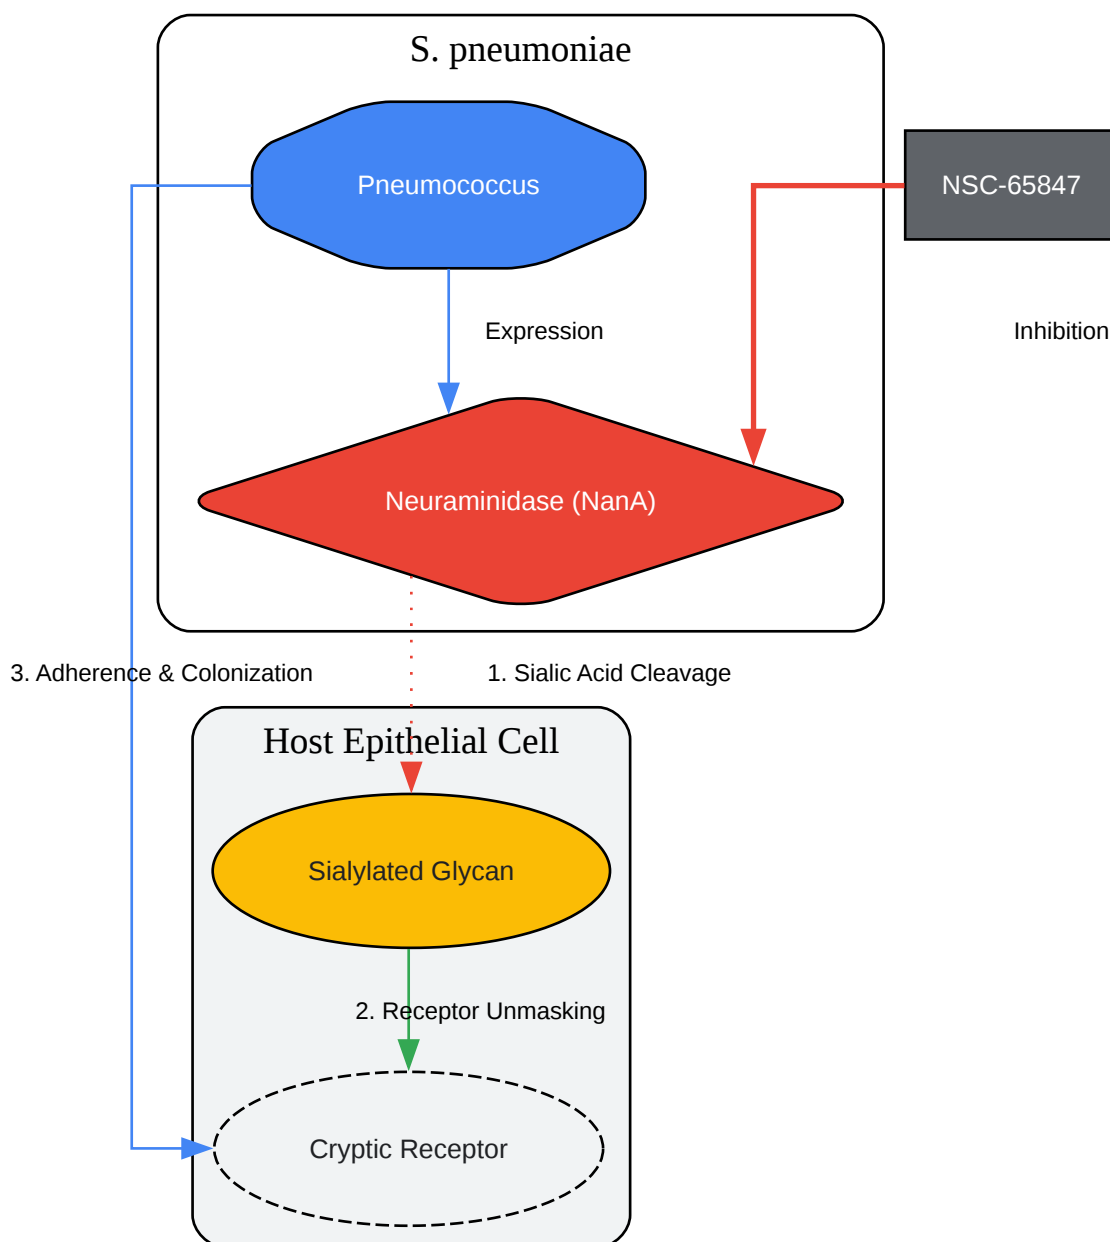 S. pneumoniae
Pneumococcus
NSC-65847
Expression
Inhibition
Neuraminidase (NanA)
3. Adherence & Colonization
1. Sialic Acid Cleavage
Host Epithelial Cell
Sialylated Glycan
2. Receptor Unmasking
Cryptic Receptor